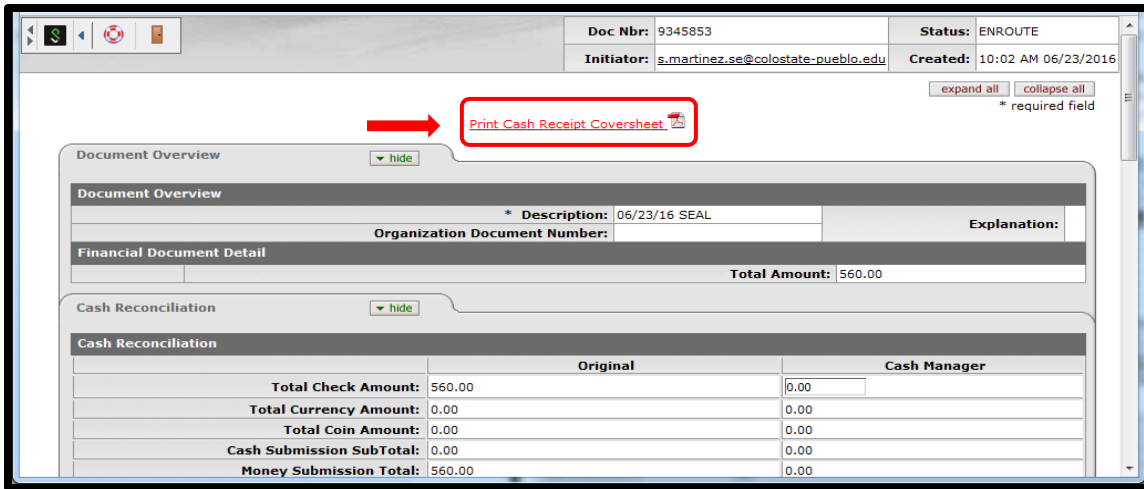 Doc Nbr: 9345853 Status: ENROUTE
Initiator: s.martinez.se@colostate-pueblo.edu Created: 10:02 AM 06/23/2016
expand all collapse all
* required field
Print Cash Receipt Coversheet
Document Overview hide
Document Overview
* Description: 06/23/16 SEAL Explanation:
Organization Document Number:
Financial Document Detail
Total Amount: 560.00
Cash Reconciliation hide
Cash Reconciliation
Original Cash Manager
Total Check Amount: 560.00 0.00
Total Currency Amount: 0.00 0.00
Total Coin Amount: 0.00 0.00
Cash Submission SubTotal: 0.00 0.00
Money Submission Total: 560.00 0.00